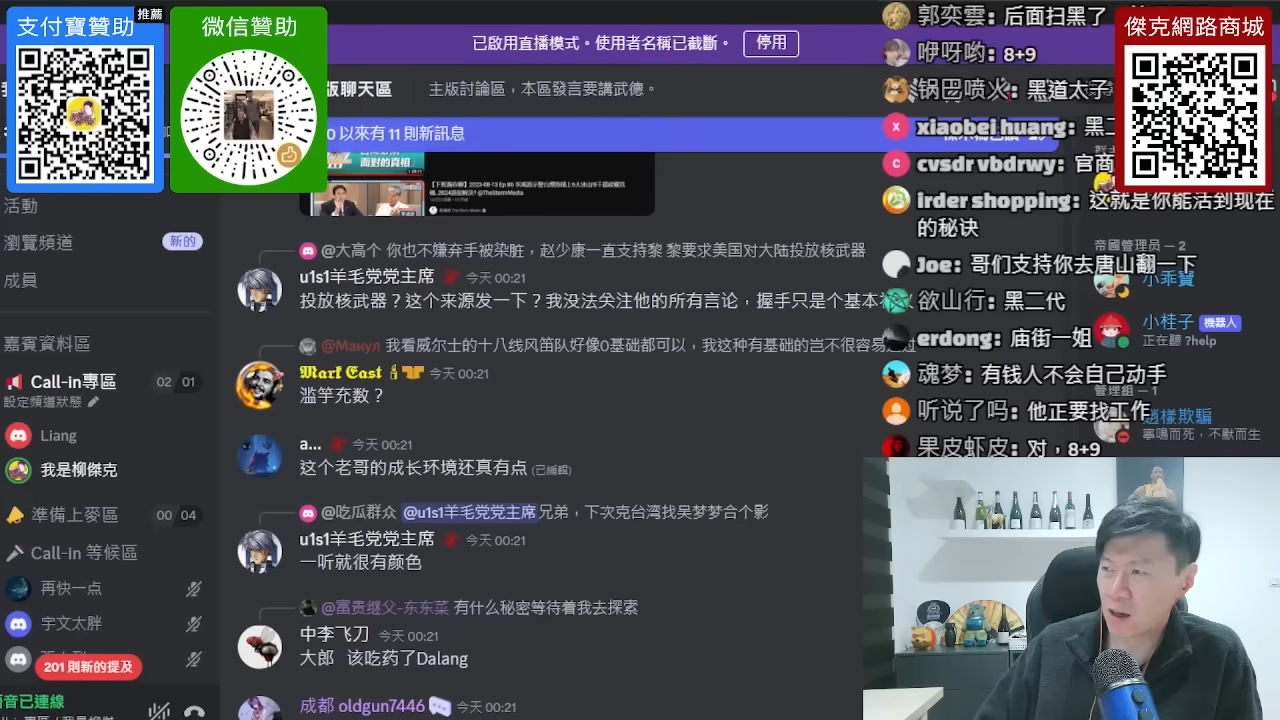 支付寶贊助
推薦
微信贊助
傑克網路商城
已啟用直播模式。使用者名稱已截斷。
停用
版聊天區
主版討論區，本區發言要講武德。
0 以來有 11 則新訊息
面對的真相
活動
瀏覽頻道
新的
成員
嘉賓資料區
Call-in專區
02 01
設定頻道狀態
Liang
我是柳傑克
準備上麥區
00 04
Call-in 等候區
再快一点
宇文太胖
201 則新的提及
語音已連線
@大高个 你也不嫌弃手被染脏，赵少康一直支持黎 黎要求美国对大陆投放核武器
u1s1羊毛党党主席 今天 00:21
投放核武器？这个来源发一下？我没法关注他的所有言论，握手只是个基本
@Манул 我看威尔士的十八线风笛队好像0基础都可以，我这种有基础的岂不很容易
Mark East 今天 00:21
滥竽充数？
a... 今天 00:21
这个老哥的成长环境还真有点 (已編輯)
@吃瓜群众 @u1s1羊毛党党主席 兄弟，下次克台湾找吴梦梦合个影
u1s1羊毛党党主席 今天 00:21
一听就很有颜色
@富贵继父-东东菜 有什么秘密等待着我去探索
中李飞刀 今天 00:21
大郎 该吃药了Dalang
成都 oldgun7446 今天 00:21
郭奕雲: 后面扫黑了
咿呀哟: 8+9
锅巴喷火: 黑道太子
xiaobei huang: 黑二
cvsdr vbdrwy: 官商
irder shopping: 这就是你能活到现在的秘诀
Joe: 哥们支持你去唐山翻一下
欲山行: 黑二代
erdong: 庙街一姐
魂梦: 有钱人不会自己动手
听说了吗: 他正要找工作
果皮虾皮: 对，8+9
帝國管理员 — 2
小乖寶
小桂子 機器人
正在聽 ?help
管理組 — 1
趙樣欺騙
寧鳴而死，不默而生